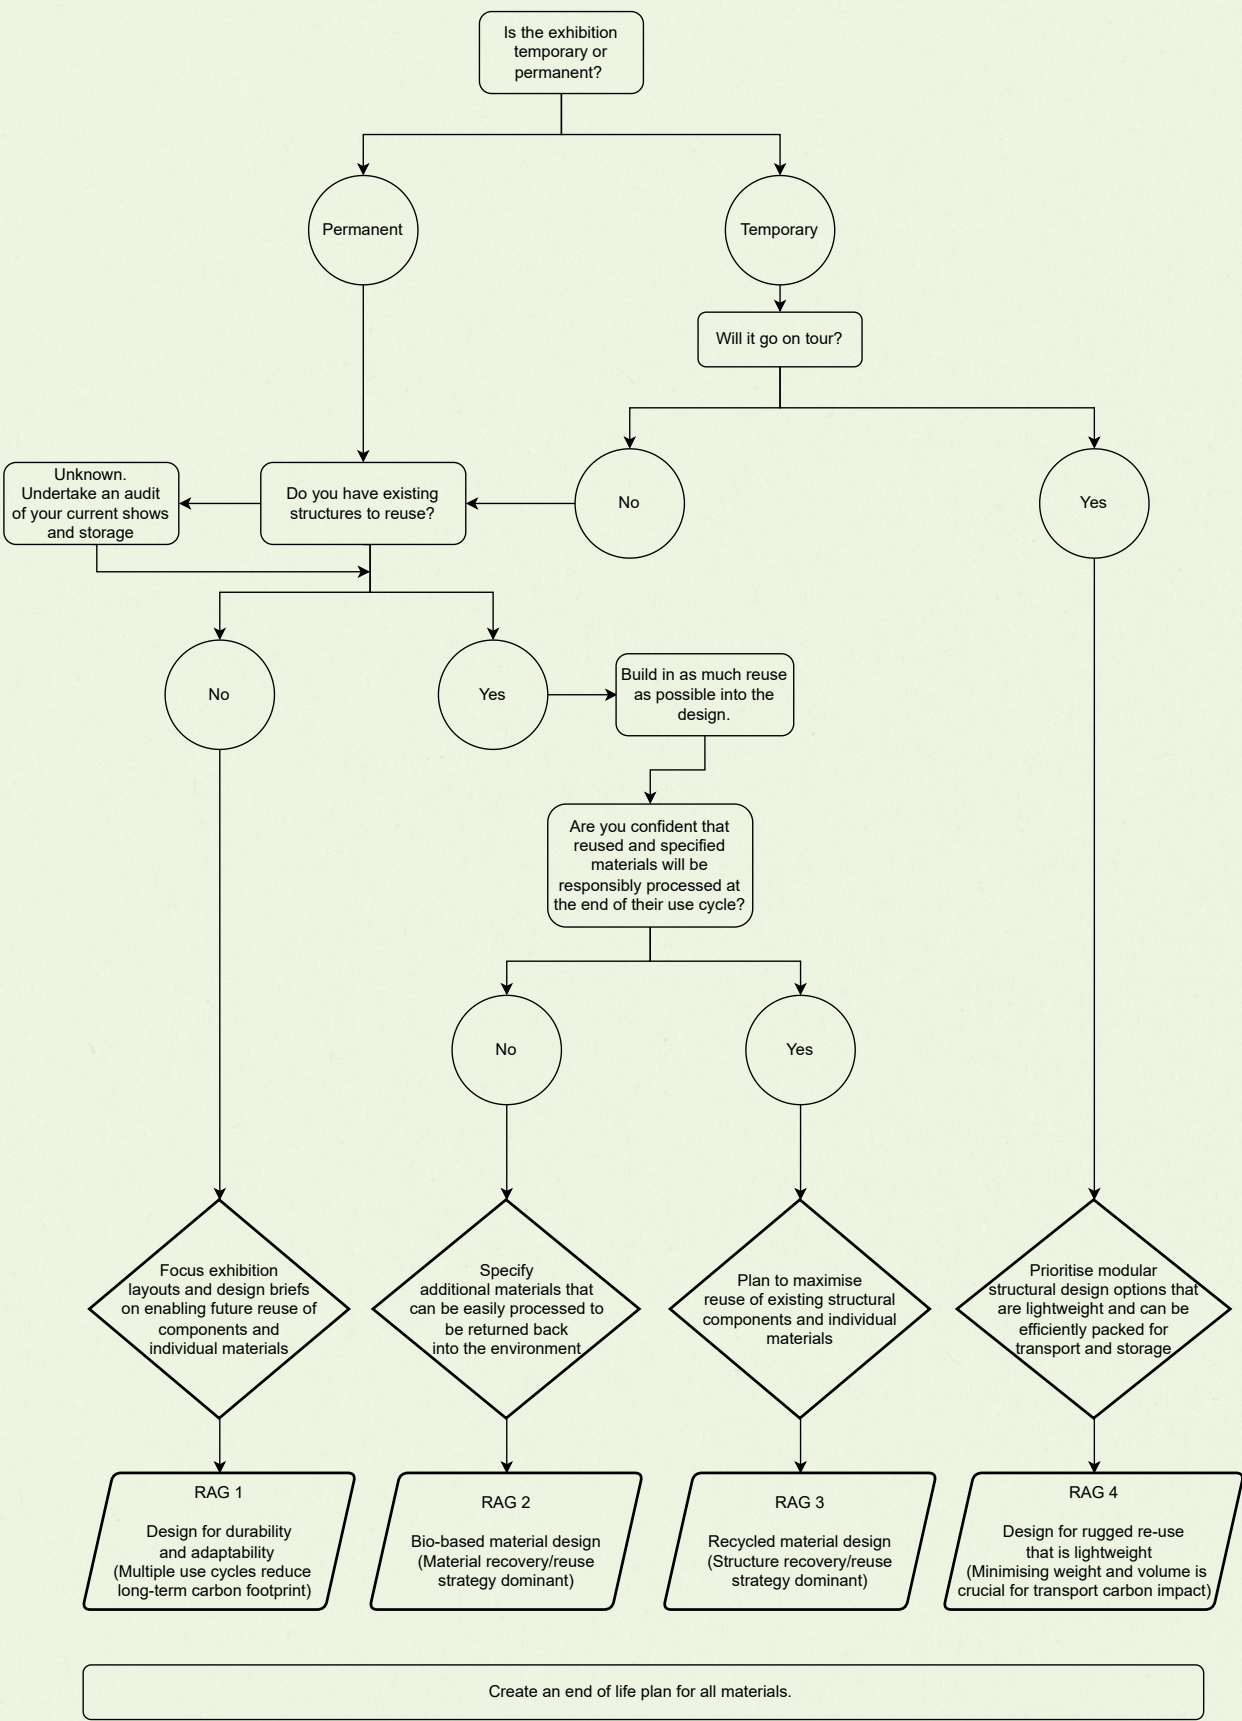 Is the exhibition
temporary or
permanent?
Permanent
Temporary
Will it go on tour?
Unknown.
Undertake an audit
of your current shows
and storage
Do you have existing
structures to reuse?
No
Yes
No
Yes
Build in as much reuse
as possible into the
design.
Are you confident that
reused and specified
materials will be
responsibly processed at
the end of their use cycle?
No
Yes
Focus exhibition
layouts and design briefs
on enabling future reuse of
components and
individual materials
Specify
additional materials that
can be easily processed to
be returned back
into the environment
Plan to maximise
reuse of existing structural
components and individual
materials
Prioritise modular
structural design options that
are lightweight and can be
efficiently packed for
transport and storage
RAG 1
Design for durability
and adaptability
(Multiple use cycles reduce
long-term carbon footprint)
RAG 2
Bio-based material design
(Material recovery/reuse
strategy dominant)
RAG 3
Recycled material design
(Structure recovery/reuse
strategy dominant)
RAG 4
Design for rugged re-use
that is lightweight
(Minimising weight and volume is
crucial for transport carbon impact)
Create an end of life plan for all materials.